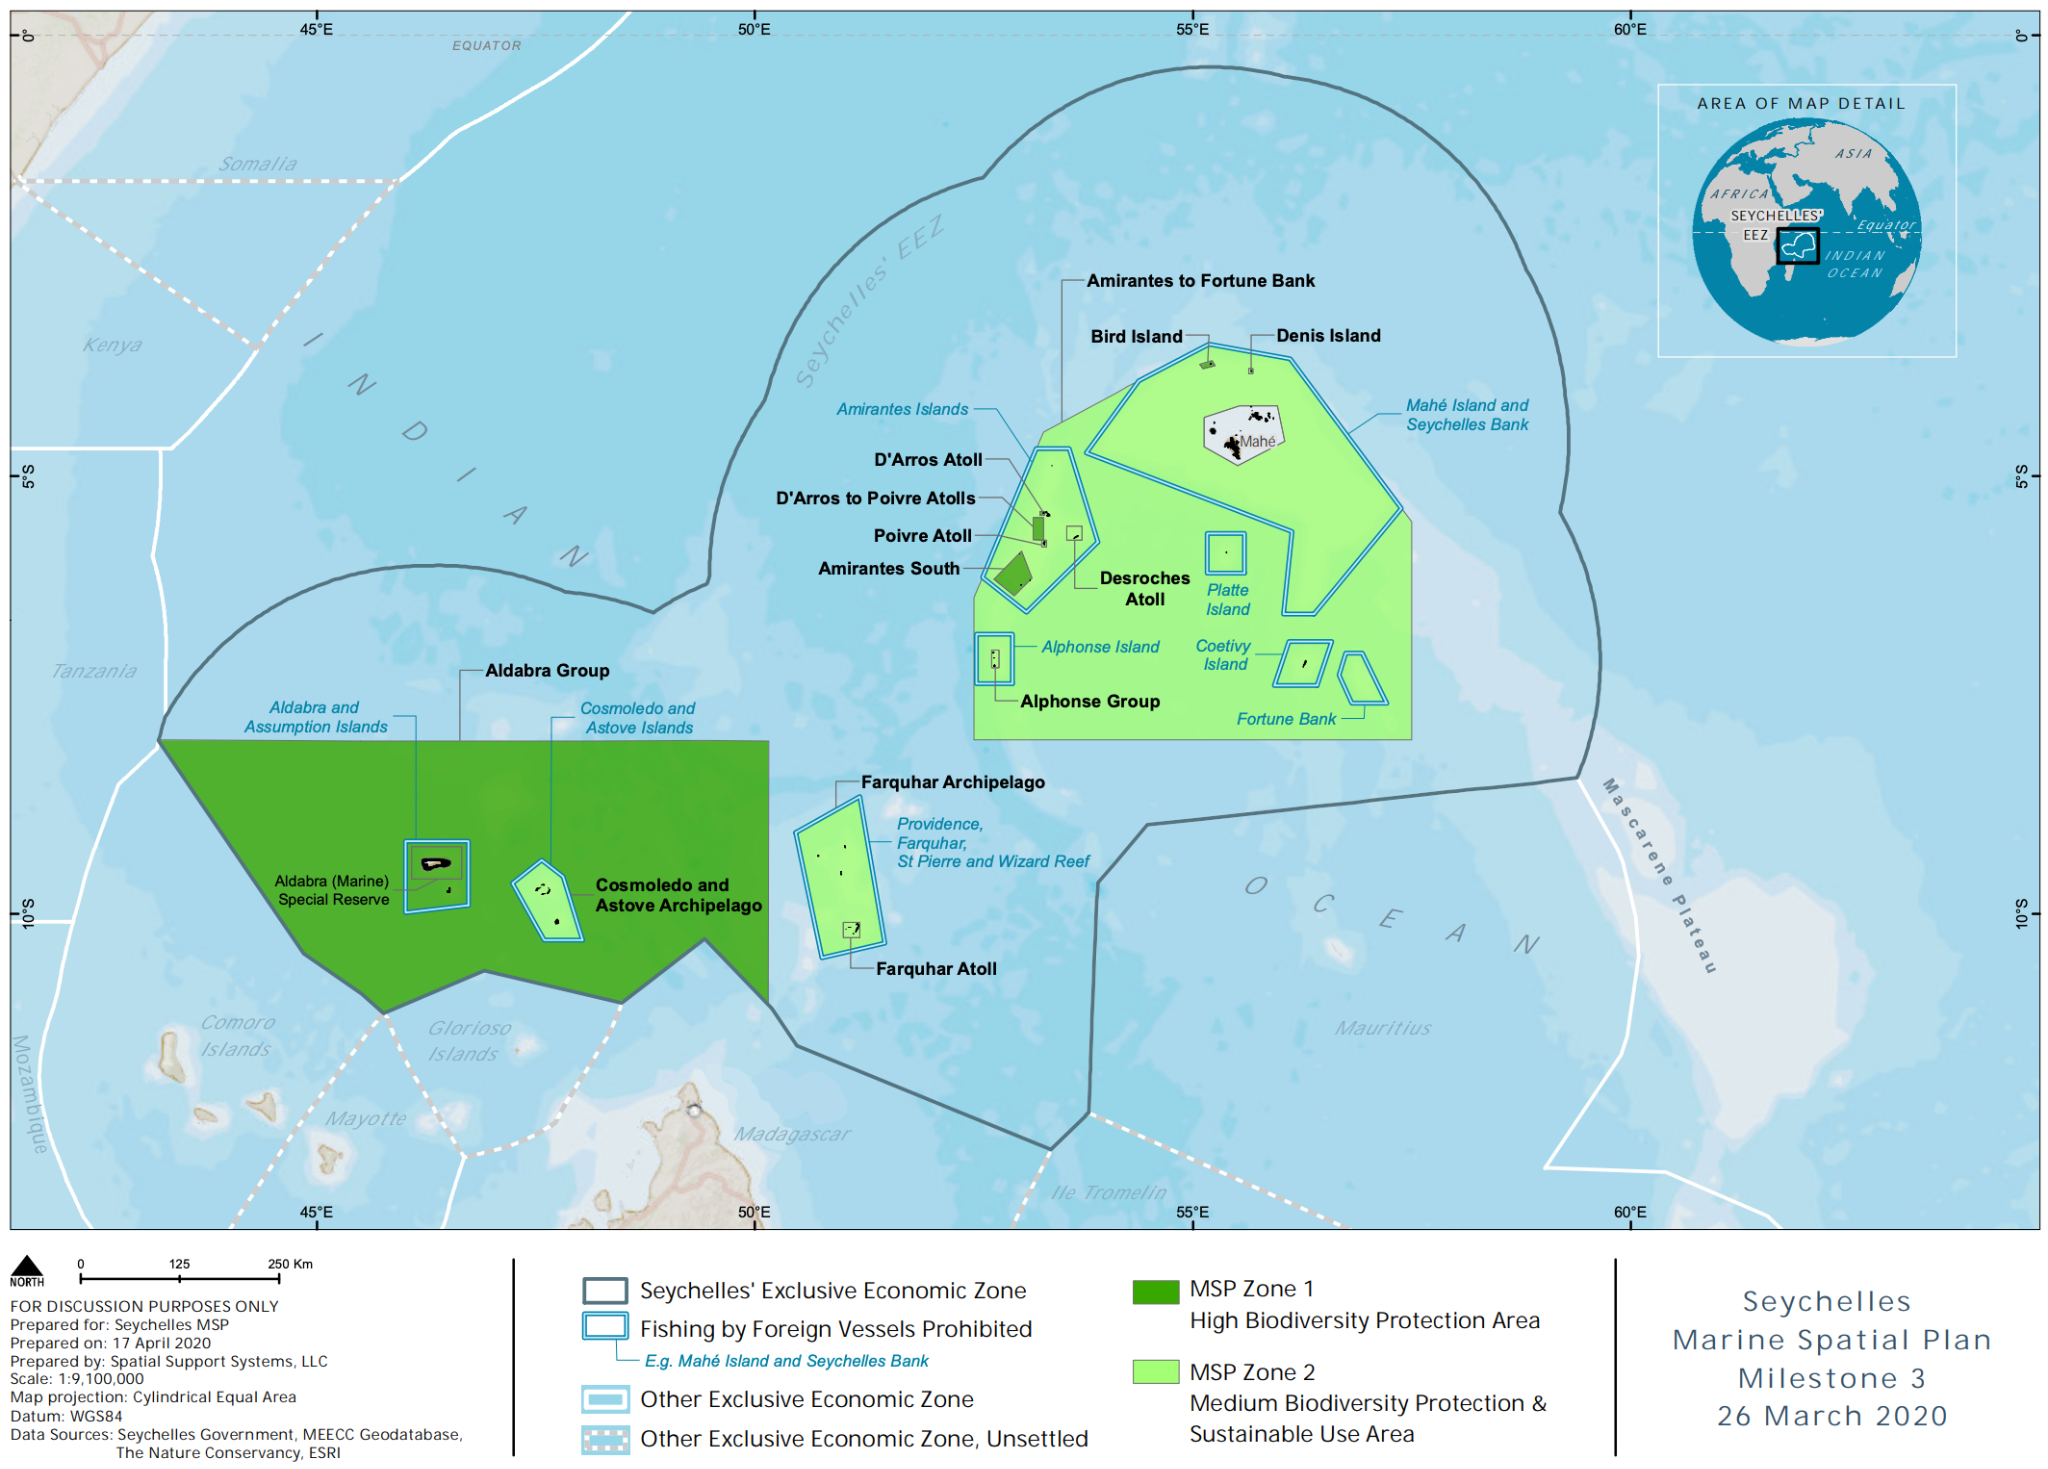 45°E
50°E
55°E
60°E
0°
EQUATOR
0°
AREA OF MAP DETAIL
ASIA
AFRICA
SEYCHELLES'
EEZ
Equator
INDIAN
OCEAN
Somalia
Seychelles' EEZ
Kenya
INDIAN
Amirantes to Fortune Bank
Bird Island
Denis Island
Amirantes Islands
Mahé Island and
Seychelles Bank
Mahé
D'Arros Atoll
5°S
5°S
D'Arros to Poivre Atolls
Poivre Atoll
Amirantes South
Desroches
Atoll
Platte
Island
Alphonse Island
Coetivy
Island
Tanzania
Aldabra Group
Alphonse Group
Aldabra and
Assumption Islands
Cosmoledo and
Astove Islands
Fortune Bank
Farquhar Archipelago
Providence,
Farquhar,
St Pierre and Wizard Reef
Mascarene Plateau
Aldabra (Marine)
Special Reserve
Cosmoledo and
Astove Archipelago
OCEAN
10°S
10°S
Farquhar Atoll
Comoro
Islands
Glorioso
Islands
Mauritius
Mozambique
Mayotte
Madagascar
Ile Tromelin
45°E
50°E
55°E
60°E
NORTH
0
125
250 Km
FOR DISCUSSION PURPOSES ONLY
Prepared for: Seychelles MSP
Prepared on: 17 April 2020
Prepared by: Spatial Support Systems, LLC
Scale: 1:9,100,000
Map projection: Cylindrical Equal Area
Datum: WGS84
Data Sources: Seychelles Government, MEECC Geodatabase,
The Nature Conservancy, ESRI
Seychelles' Exclusive Economic Zone
Fishing by Foreign Vessels Prohibited
E.g. Mahé Island and Seychelles Bank
Other Exclusive Economic Zone
Other Exclusive Economic Zone, Unsettled
MSP Zone 1
High Biodiversity Protection Area
MSP Zone 2
Medium Biodiversity Protection &
Sustainable Use Area
Seychelles
Marine Spatial Plan
Milestone 3
26 March 2020